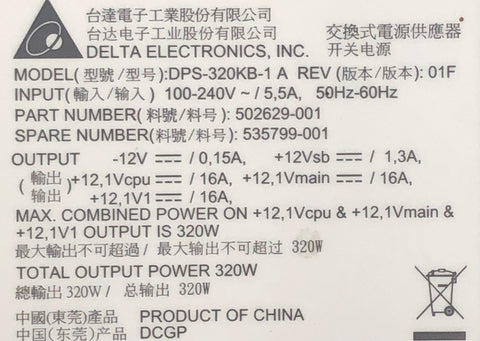 台達電子工業股份有限公司
台达电子工业股份有限公司
DELTA ELECTRONICS, INC.
交換式電源供應器
开关电源
MODEL( 型號 /型号):DPS-320KB-1 A REV (版本/版本): 01F
INPUT( 輸入/输入 ) 100-240V ~ / 5,5A, 50Hz-60Hz
PART NUMBER( 料號/料号): 502629-001
SPARE NUMBER( 料號/料号): 535799-001
OUTPUT -12V ⎓ / 0,15A, +12Vsb ⎓ / 1,3A,
( 輸出 / 输出 ) +12,1Vcpu ⎓ / 16A, +12,1Vmain ⎓ / 16A,
+12,1V1 ⎓ / 16A,
MAX. COMBINED POWER ON +12,1Vcpu & +12,1Vmain &
+12,1V1 OUTPUT IS 320W
最大輸出不可超過 / 最大输出不可超过 320W
TOTAL OUTPUT POWER 320W
總輸出 320W / 总输出 320W
中國(東莞)產品 PRODUCT OF CHINA
中国(东莞)产品 DCGP